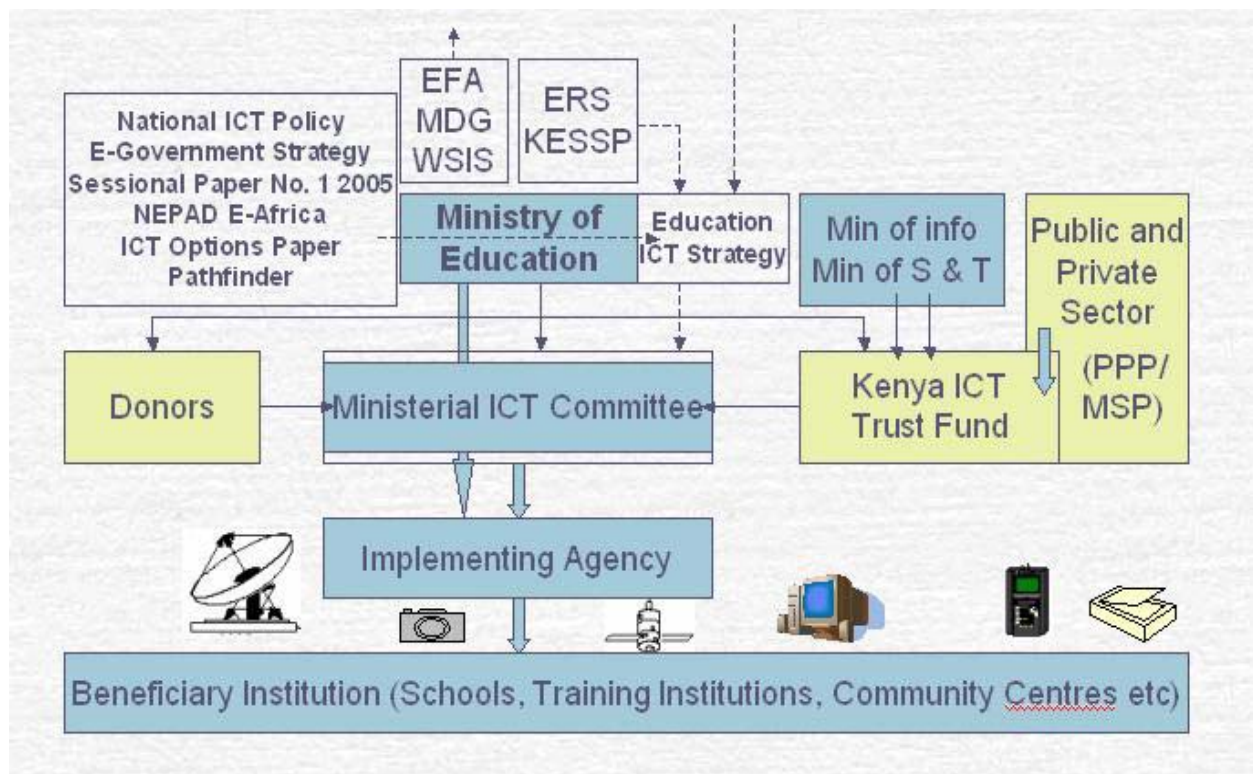 EFA
MDG
WSIS
ERS
KESSP
National ICT Policy
E-Government Strategy
Sessional Paper No. 1 2005
NEPAD E-Africa
ICT Options Paper
Pathfinder
Ministry of
Education
Education
ICT Strategy
Min of info
Min of S & T
Public and
Private
Sector
(PPP/
MSP)
Donors
Ministerial ICT Committee
Kenya ICT
Trust Fund
Implementing Agency
Beneficiary Institution (Schools, Training Institutions, Community Centres etc)